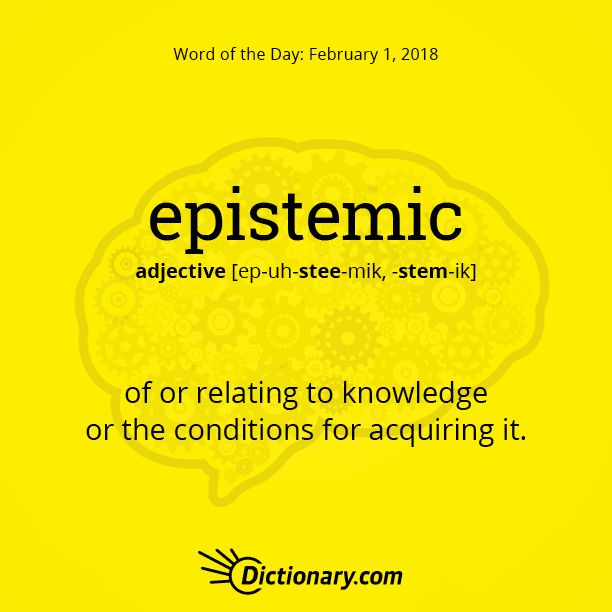 Word of the Day: February 1, 2018
epistemic
adjective [ep-uh-stee-mik, -stem-ik]
of or relating to knowledge
or the conditions for acquiring it.
Dictionary.com